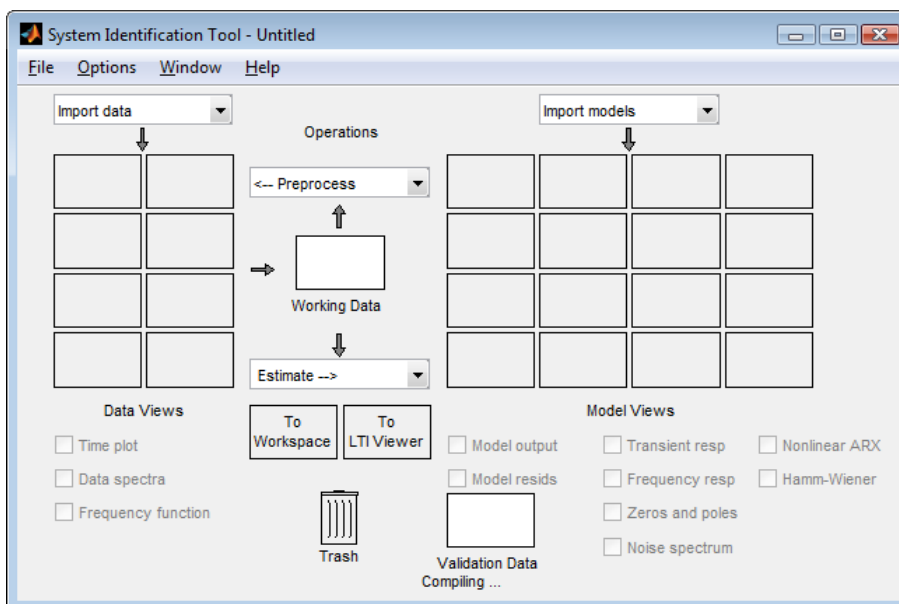 System Identification Tool - Untitled
File Options Window Help
Import data
Import models
Operations
<-- Preprocess
Working Data
Estimate -->
Data Views
To Workspace
To LTI Viewer
Model Views
Time plot
Data spectra
Frequency function
Model output
Model resids
Transient resp
Frequency resp
Zeros and poles
Noise spectrum
Nonlinear ARX
Hamm-Wiener
Trash
Validation Data
Compiling ...